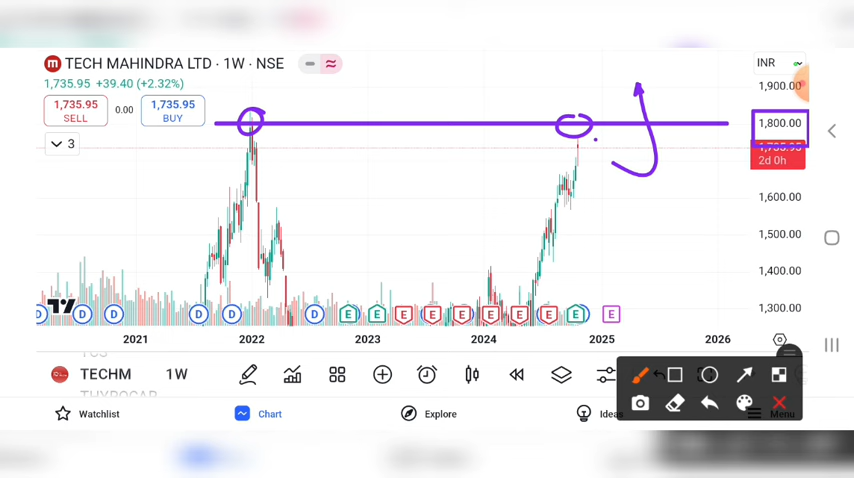 TECH MAHINDRA LTD · 1W · NSE
INR
1,735.95 +39.40 (+2.32%)
1,735.95 SELL
0.00
1,735.95 BUY
3
1,900.00
1,800.00
1,735.95
2d 0h
1,600.00
1,500.00
1,400.00
1,300.00
D D D D D D E E E E E E E E E E E
2021 2022 2023 2024 2025 2026
TCS
TECHM 1W
THYROCAR
Watchlist Chart Explore Ideas Menu